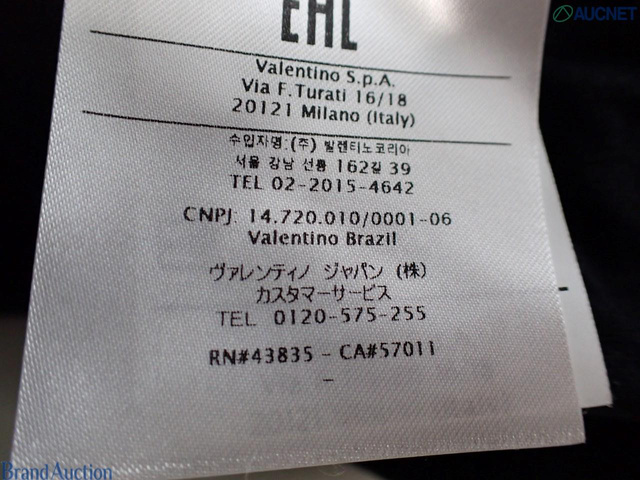 AUCNET
EAC
Valentino S.p.A.
Via F.Turati 16/18
20121 Milano (Italy)
수입자명:(주) 발렌티노코리아
서울 강남 선릉 162길 39
TEL 02-2015-4642
CNPJ: 14.720.010/0001-06
Valentino Brazil
ヴァレンティノ ジャパン (株)
カスタマーサービス
TEL 0120-575-255
RN#43835 - CA#57011
-
Brand Auction